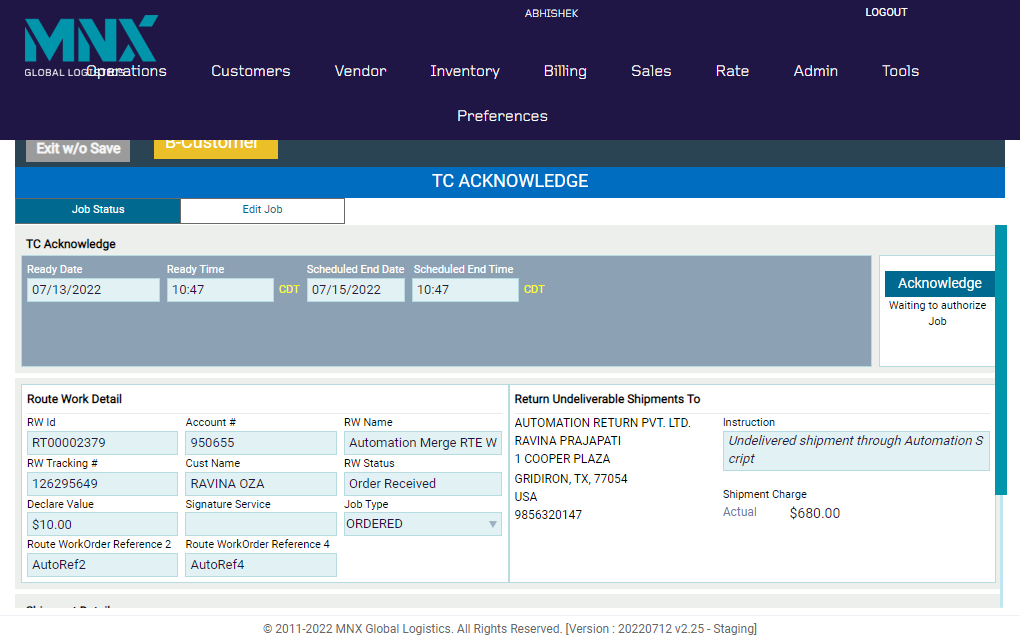 ABHISHEK
LOGOUT
MNX
GLOBAL LOGISTICS
Operations Customers Vendor Inventory Billing Sales Rate Admin Tools
Preferences
Exit w/o Save B-Customer
TC ACKNOWLEDGE
Job Status Edit Job
TC Acknowledge
Ready Date Ready Time Scheduled End Date Scheduled End Time
07/13/2022 10:47 CDT 07/15/2022 10:47 CDT
Acknowledge
Waiting to authorize
Job
Route Work Detail
RW Id Account # RW Name
RT00002379 950655 Automation Merge RTE W
RW Tracking # Cust Name RW Status
126295649 RAVINA OZA Order Received
Declare Value Signature Service Job Type
$10.00 ORDERED
Route WorkOrder Reference 2 Route WorkOrder Reference 4
AutoRef2 AutoRef4
Return Undeliverable Shipments To
AUTOMATION RETURN PVT. LTD.
RAVINA PRAJAPATI
1 COOPER PLAZA
GRIDIRON, TX, 77054
USA
9856320147
Instruction
Undelivered shipment through Automation S
cript
Shipment Charge
Actual $680.00
© 2011-2022 MNX Global Logistics. All Rights Reserved. [Version : 20220712 v2.25 - Staging]